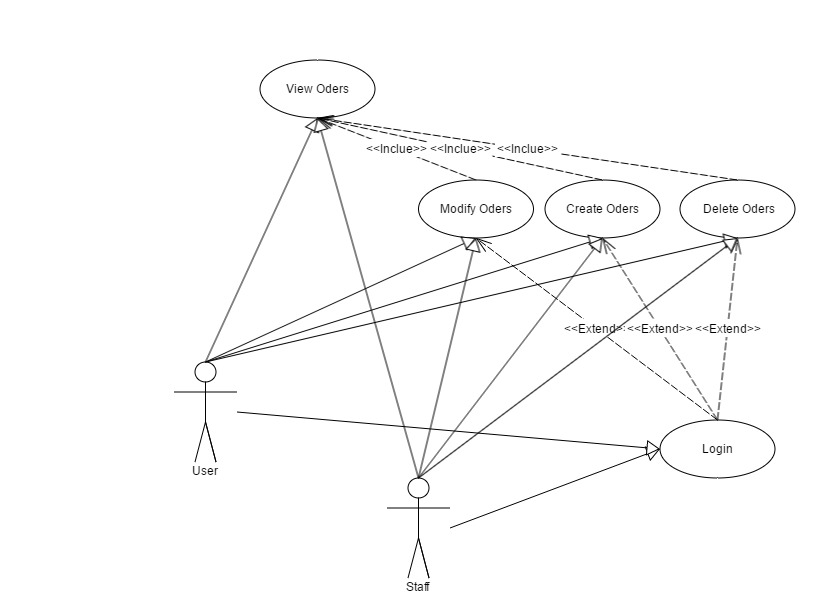 View Oders
<<Inclue>> <<Inclue>> <<Inclue>>
Modify Oders
Create Oders
Delete Oders
<<Extend>> <<Extend>> <<Extend>>
Login
User
Staff